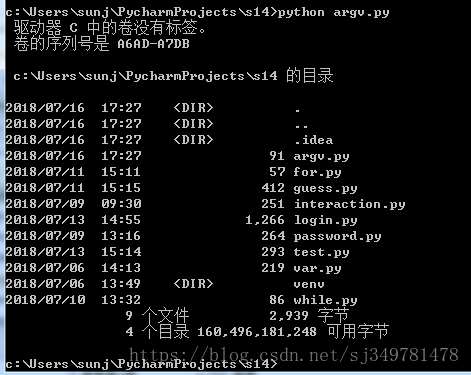 c:\Users\sunj\PycharmProjects\s14>python argv.py
驱动器 C 中的卷没有标签。
卷的序列号是 A6AD-A7DB
c:\Users\sunj\PycharmProjects\s14 的目录
2018/07/16 17:27 <DIR> .
2018/07/16 17:27 <DIR> ..
2018/07/16 17:27 <DIR> .idea
2018/07/16 17:27 91 argv.py
2018/07/11 15:11 57 for.py
2018/07/11 15:15 412 guess.py
2018/07/09 09:30 251 interaction.py
2018/07/13 14:55 1,266 login.py
2018/07/09 13:16 264 password.py
2018/07/13 15:14 293 test.py
2018/07/06 14:13 219 var.py
2018/07/06 13:49 <DIR> venv
2018/07/10 13:32 86 while.py
9 个文件 2,939 字节
4 个目录 160,496,181,248 可用字节
https://blog.csdn.net/sj349781478
c:\Users\sunj\PycharmProjects\s14>